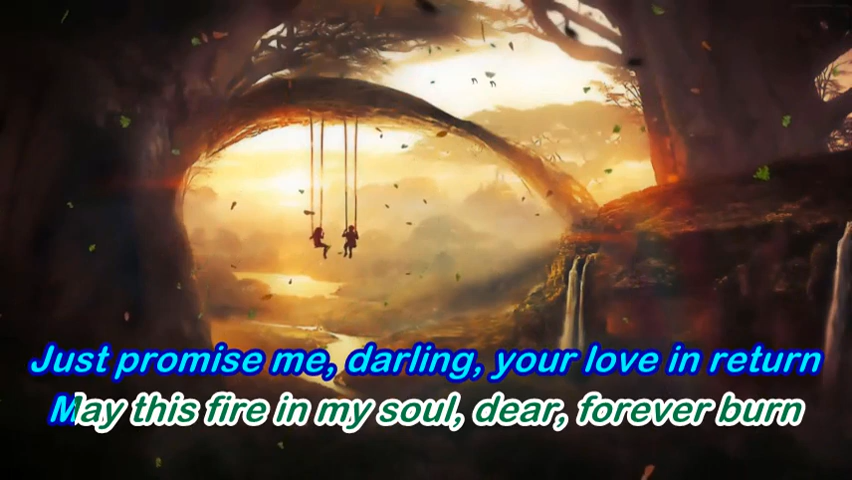 Just promise me, darling, your love in return
May this fire in my soul, dear, forever burn